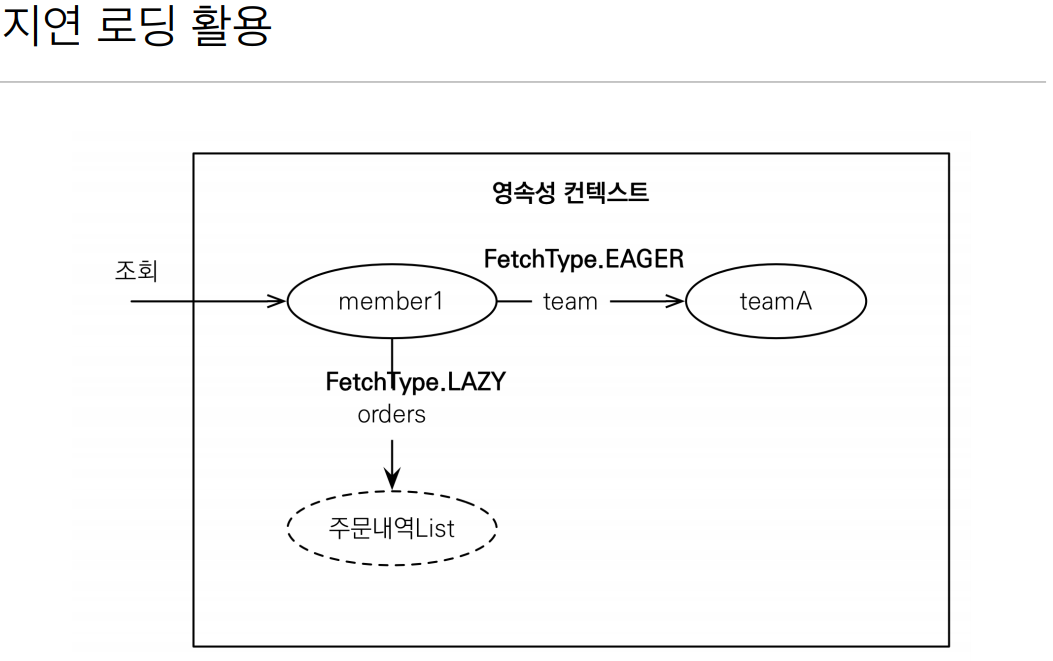 지연 로딩 활용
영속성 컨텍스트
조회
FetchType.EAGER
member1
team
teamA
FetchType.LAZY
orders
주문내역List